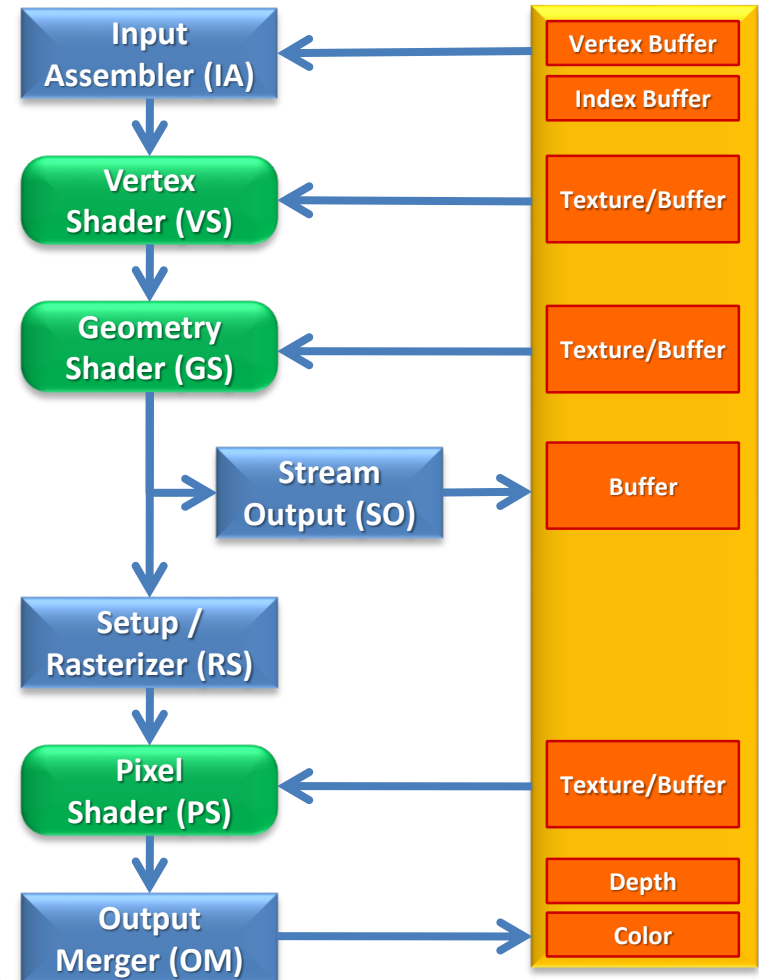 Input
Assembler (IA)
Vertex Buffer
Index Buffer
Vertex
Shader (VS)
Texture/Buffer
Geometry
Shader (GS)
Texture/Buffer
Stream
Output (SO)
Buffer
Setup /
Rasterizer (RS)
Pixel
Shader (PS)
Texture/Buffer
Output
Merger (OM)
Depth
Color